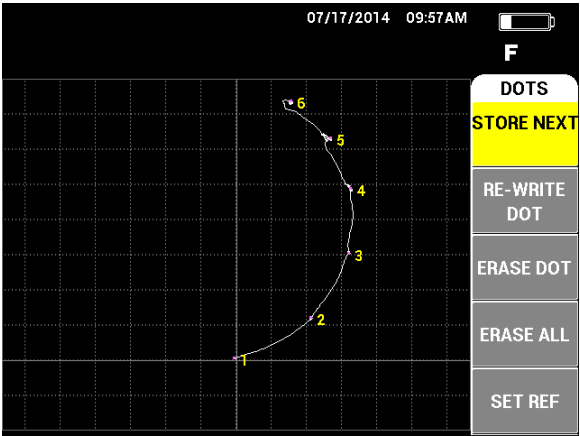 07/17/2014 09:57AM
F
DOTS
STORE NEXT
6
5
RE-WRITE
DOT
4
3
ERASE DOT
2
ERASE ALL
1
SET REF